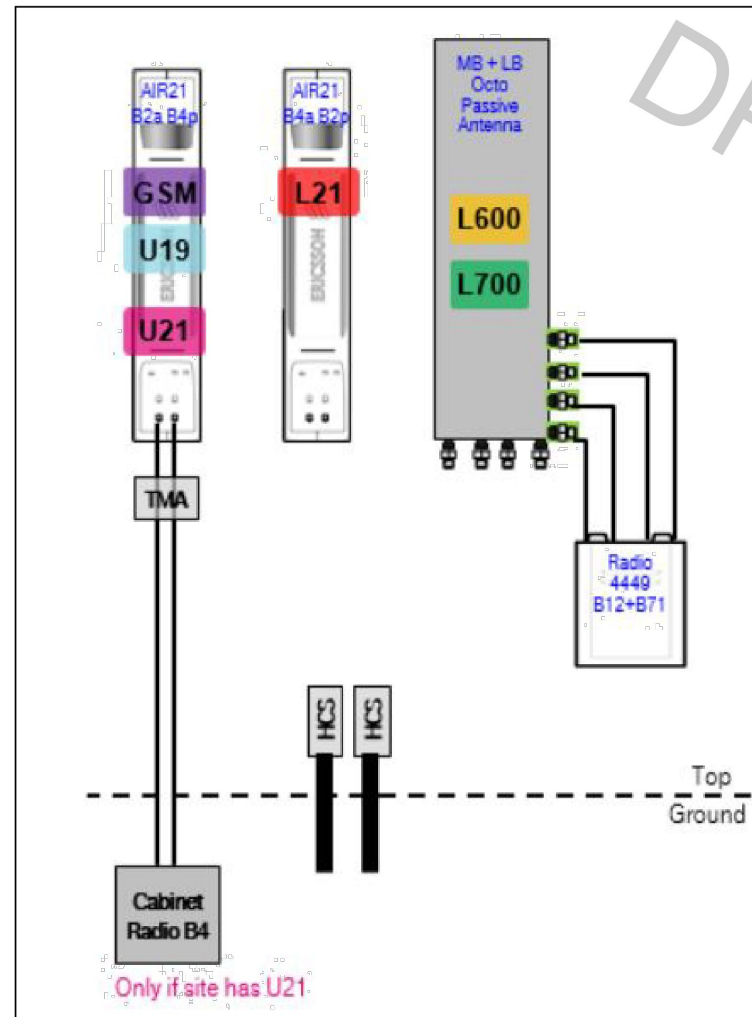 AIR21
B2a B4p
GSM
U19
U21
ERICSSON
AIR21
B4a B2p
L21
ERICSSON
MB + LB
Octo
Passive
Antenna
L600
L700
TMA
Radio
4449
B12+B71
HCS
HCS
Top
Ground
Cabinet
Radio B4
Only if site has U21